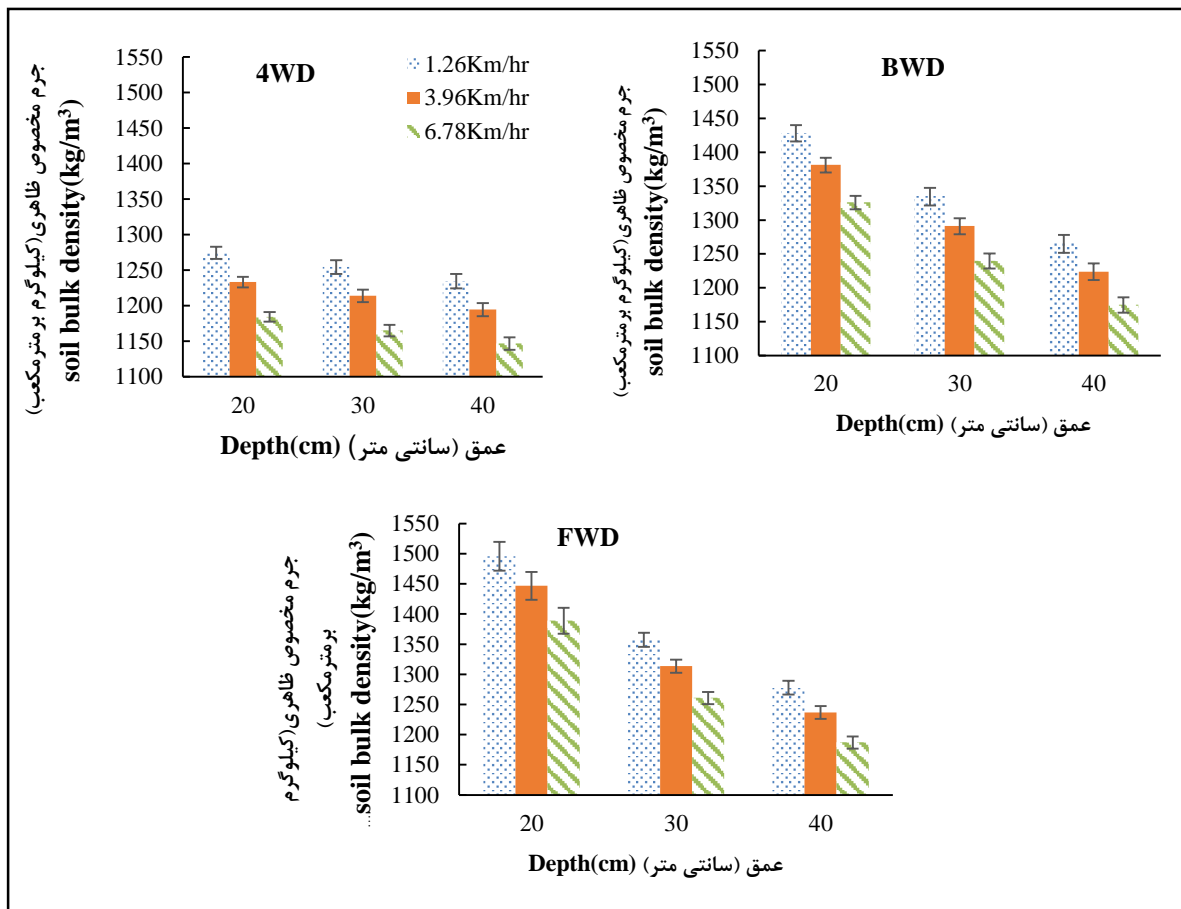 4WD
1.26Km/hr
3.96Km/hr
6.78Km/hr
1550
1500
1450
1400
1350
1300
1250
1200
1150
1100
20 30 40
جرم مخصوص ظاهری(کیلوگرم برمترمکعب)
soil bulk density(kg/m³)
Depth(cm) عمق (سانتی متر)
BWD
1550
1500
1450
1400
1350
1300
1250
1200
1150
1100
20 30 40
جرم مخصوص ظاهری(کیلوگرم برمترمکعب)
soil bulk density(kg/m³)
Depth(cm) عمق (سانتی متر)
FWD
1550
1500
1450
1400
1350
1300
1250
1200
1150
1100
20 30 40
جرم مخصوص ظاهری(کیلوگرم
برمترمکعب)
soil bulk density(kg/m³)...
Depth(cm) عمق (سانتی متر)